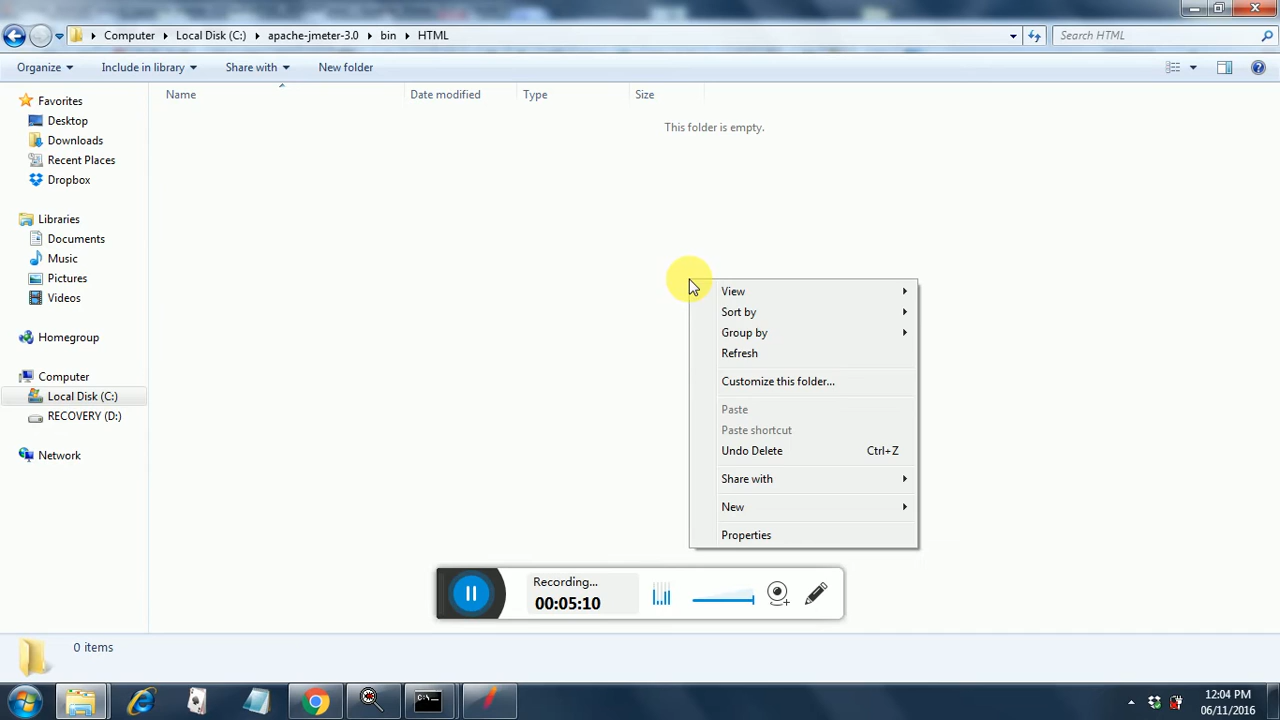 Computer Local Disk (C:) apache-jmeter-3.0 bin HTML
Search HTML
Organize Include in library Share with New folder
Name Date modified Type Size
This folder is empty.
Favorites
Desktop
Downloads
Recent Places
Dropbox
Libraries
Documents
Music
Pictures
Videos
Homegroup
Computer
Local Disk (C:)
RECOVERY (D:)
Network
View
Sort by
Group by
Refresh
Customize this folder...
Paste
Paste shortcut
Undo Delete Ctrl+Z
Share with
New
Properties
Recording...
00:05:10
0 items
12:04 PM
06/11/2016